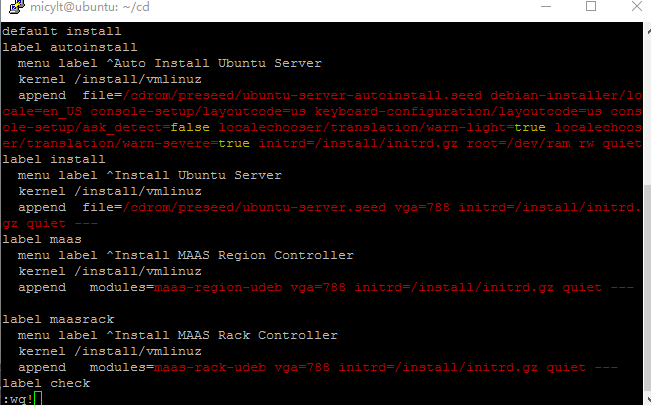 micylt@ubuntu: ~/cd
default install
label autoinstall
  menu label ^Auto Install Ubuntu Server
  kernel /install/vmlinuz
  append  file=/cdrom/preseed/ubuntu-server-autoinstall.seed debian-installer/lo
cale=en_US console-setup/layoutcode=us keyboard-configuration/layoutcode=us cons
ole-setup/ask_detect=false localechooser/translation/warn-light=true localechoos
er/translation/warn-severe=true initrd=/install/initrd.gz root=/dev/ram rw quiet
label install
  menu label ^Install Ubuntu Server
  kernel /install/vmlinuz
  append  file=/cdrom/preseed/ubuntu-server.seed vga=788 initrd=/install/initrd.
gz quiet ---
label maas
  menu label ^Install MAAS Region Controller
  kernel /install/vmlinuz
  append   modules=maas-region-udeb vga=788 initrd=/install/initrd.gz quiet ---
label maasrack
  menu label ^Install MAAS Rack Controller
  kernel /install/vmlinuz
  append   modules=maas-rack-udeb vga=788 initrd=/install/initrd.gz quiet ---
label check
:wq!